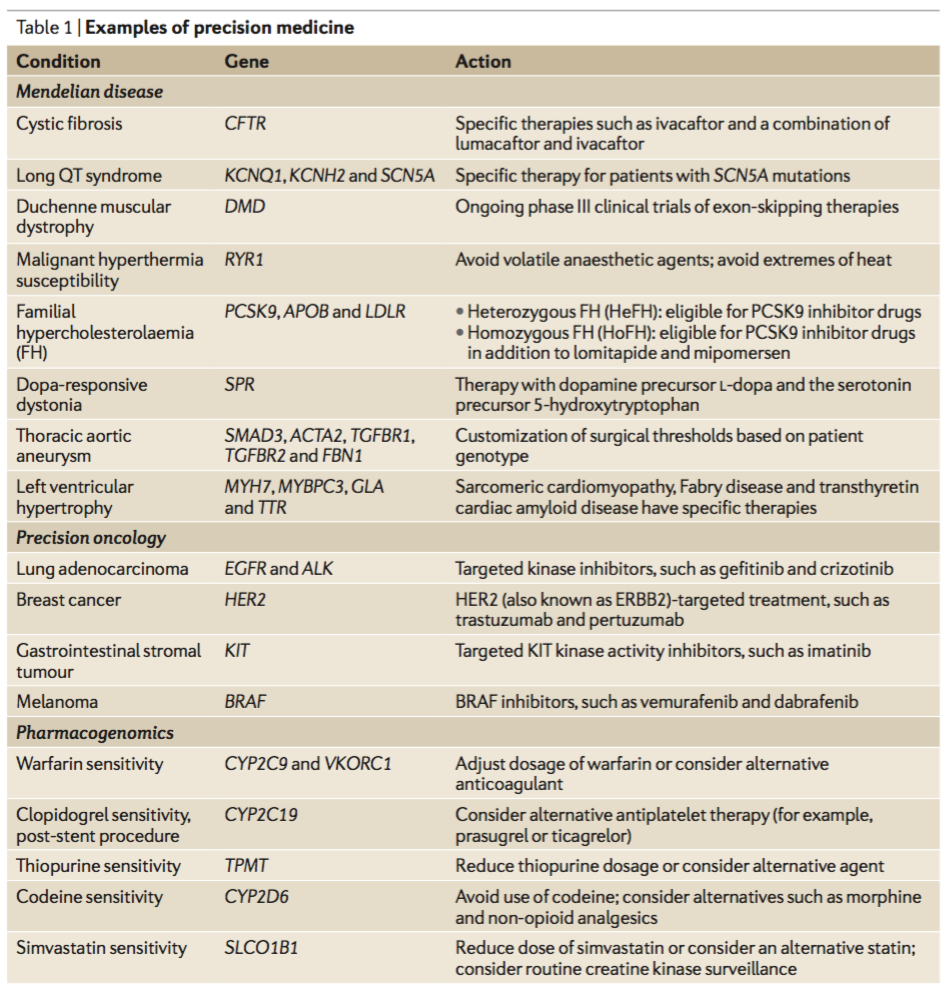 Table 1 | Examples of precision medicine
Condition Gene Action
Mendelian disease
Cystic fibrosis CFTR Specific therapies such as ivacaftor and a combination of
lumacaftor and ivacaftor
Long QT syndrome KCNQ1, KCNH2 and SCN5A Specific therapy for patients with SCN5A mutations
Duchenne muscular DMD Ongoing phase III clinical trials of exon-skipping therapies
dystrophy
Malignant hyperthermia RYR1 Avoid volatile anaesthetic agents; avoid extremes of heat
susceptibility
Familial PCSK9, APOB and LDLR • Heterozygous FH (HeFH): eligible for PCSK9 inhibitor drugs
hypercholesterolaemia • Homozygous FH (HoFH): eligible for PCSK9 inhibitor drugs
(FH) in addition to lomitapide and mipomersen
Dopa-responsive SPR Therapy with dopamine precursor L-dopa and the serotonin
dystonia precursor 5-hydroxytryptophan
Thoracic aortic SMAD3, ACTA2, TGFBR1, Customization of surgical thresholds based on patient
aneurysm TGFBR2 and FBN1 genotype
Left ventricular MYH7, MYBPC3, GLA Sarcomeric cardiomyopathy, Fabry disease and transthyretin
hypertrophy and TTR cardiac amyloid disease have specific therapies
Precision oncology
Lung adenocarcinoma EGFR and ALK Targeted kinase inhibitors, such as gefitinib and crizotinib
Breast cancer HER2 HER2 (also known as ERBB2)-targeted treatment, such as
trastuzumab and pertuzumab
Gastrointestinal stromal KIT Targeted KIT kinase activity inhibitors, such as imatinib
tumour
Melanoma BRAF BRAF inhibitors, such as vemurafenib and dabrafenib
Pharmacogenomics
Warfarin sensitivity CYP2C9 and VKORC1 Adjust dosage of warfarin or consider alternative
anticoagulant
Clopidogrel sensitivity, CYP2C19 Consider alternative antiplatelet therapy (for example,
post-stent procedure prasugrel or ticagrelor)
Thiopurine sensitivity TPMT Reduce thiopurine dosage or consider alternative agent
Codeine sensitivity CYP2D6 Avoid use of codeine; consider alternatives such as morphine
and non-opioid analgesics
Simvastatin sensitivity SLCO1B1 Reduce dose of simvastatin or consider an alternative statin;
consider routine creatine kinase surveillance